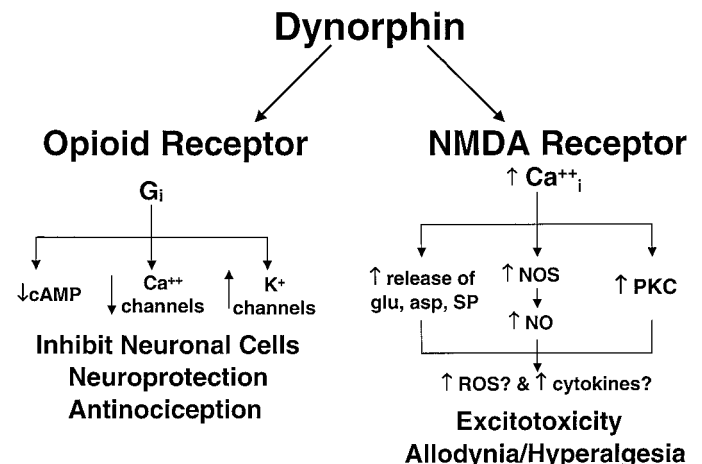 Dynorphin
Opioid Receptor
Gi
↓cAMP
↓ Ca++
channels
↑ K+
channels
Inhibit Neuronal Cells
Neuroprotection
Antinociception
NMDA Receptor
↑ Ca++i
↑ release of
glu, asp, SP
↑ NOS
↑ NO
↑ PKC
↑ ROS? & ↑ cytokines?
Excitotoxicity
Allodynia/Hyperalgesia